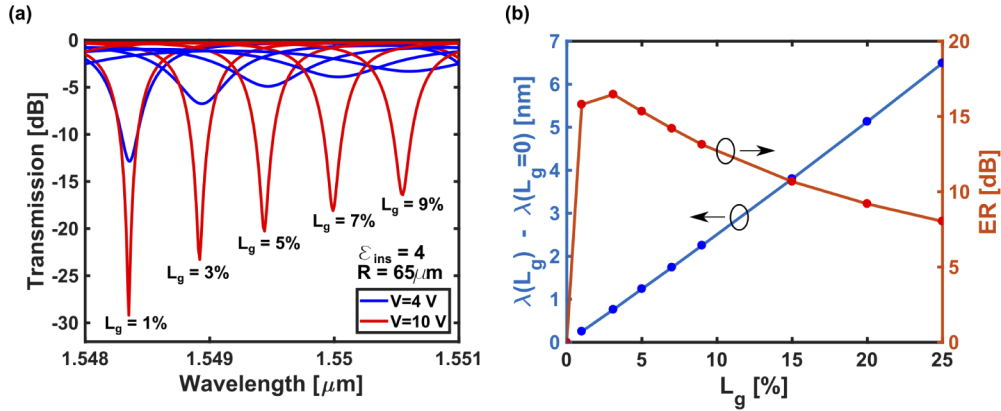 (a)
0
-5
-10
-15
-20
-25
-30
Transmission [dB]
L_g = 1%
L_g = 3%
L_g = 5%
L_g = 7%
L_g = 9%
ℰ_ins = 4
R = 65μm
V=4 V
V=10 V
1.548
1.549
1.55
1.551
Wavelength [μm]
(b)
7
6
5
4
3
2
1
0
λ(L_g) - λ(L_g=0) [nm]
20
15
10
5
0
ER [dB]
0
5
10
15
20
25
L_g [%]